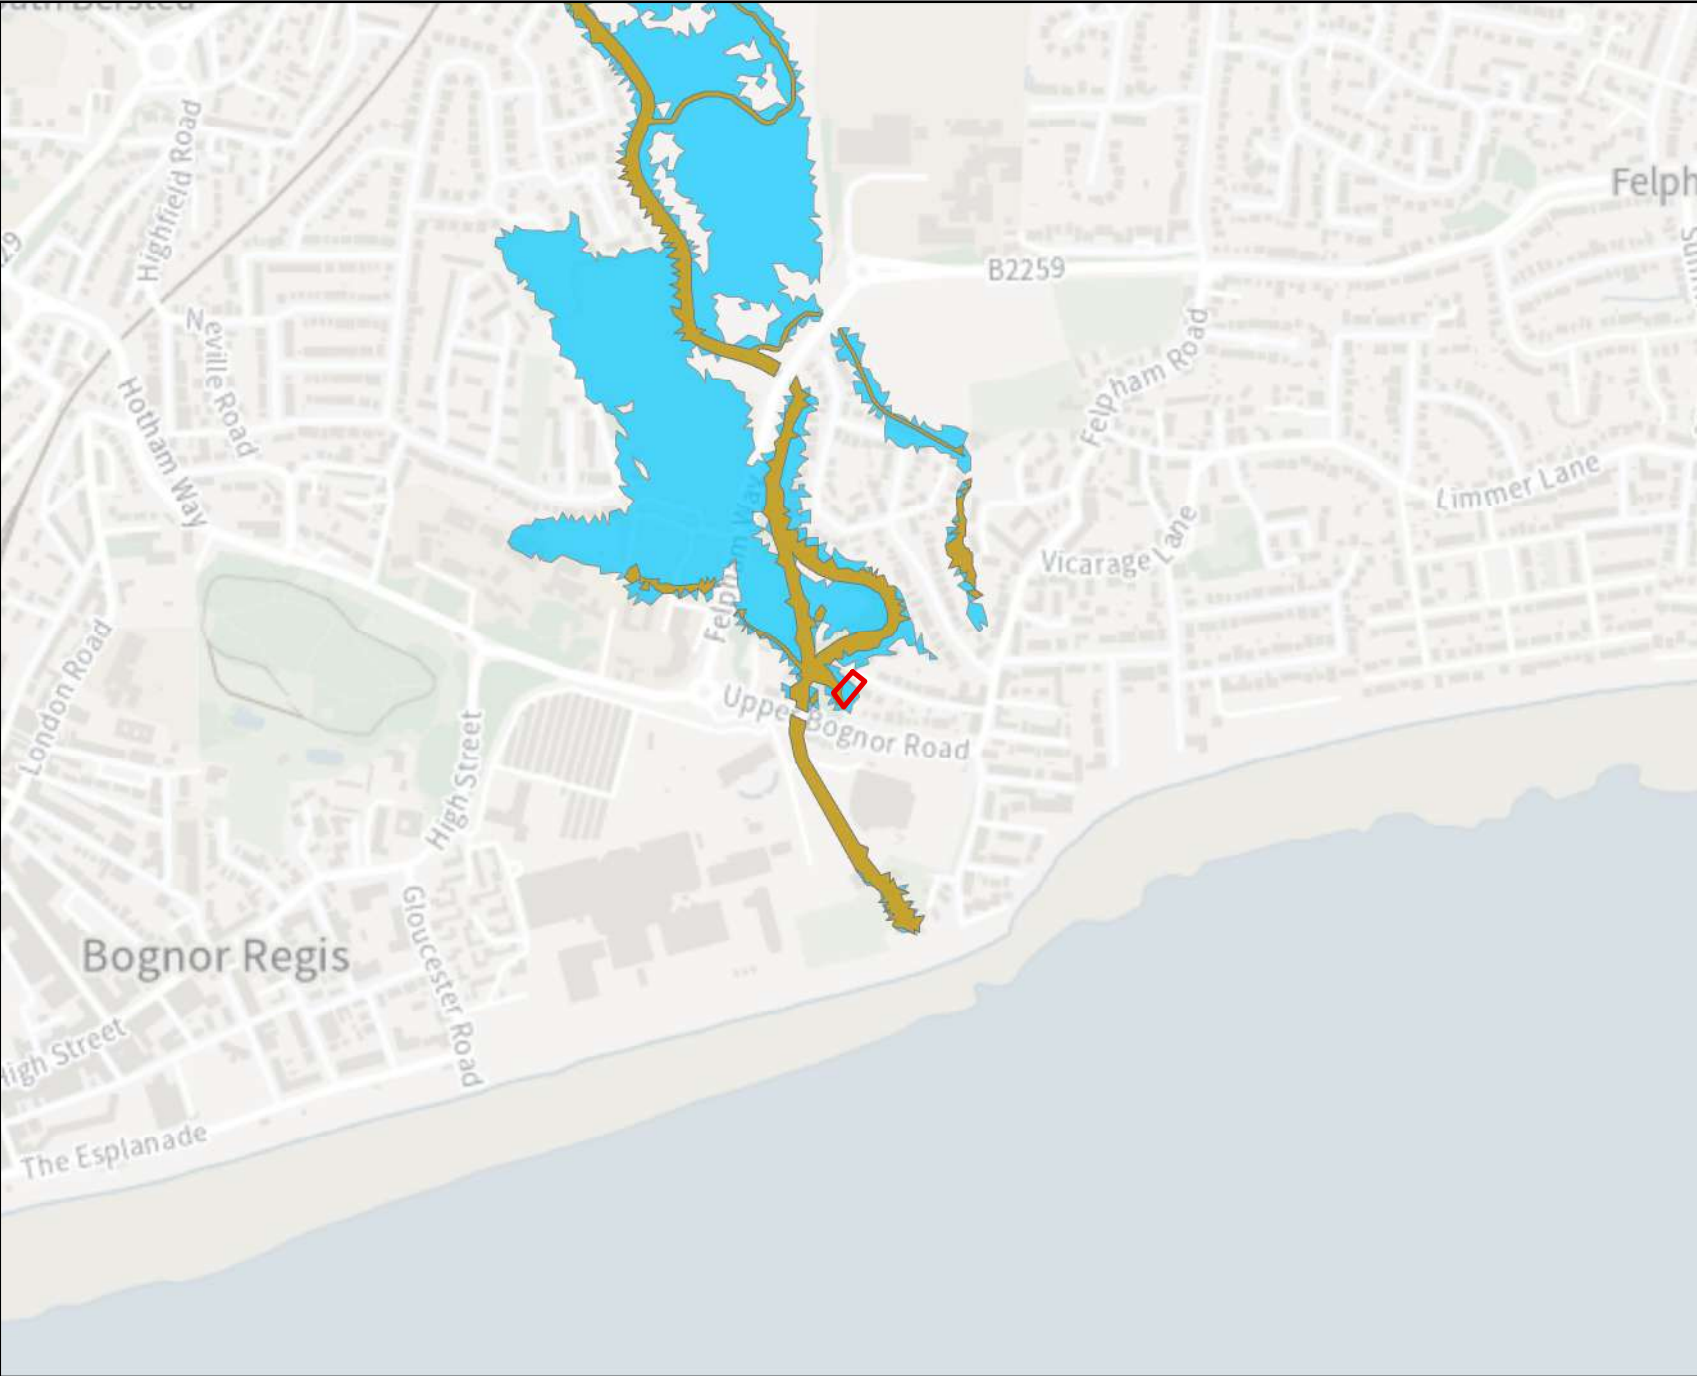 Highfield Road
Felph
29
B2259
Neville Road
Felpham Road
Hotham Way
Limmer Lane
Vicarage Lane
Felpham Way
London Road
Upper Bognor Road
High Street
Gloucester Road
Bognor Regis
High Street
The Esplanade